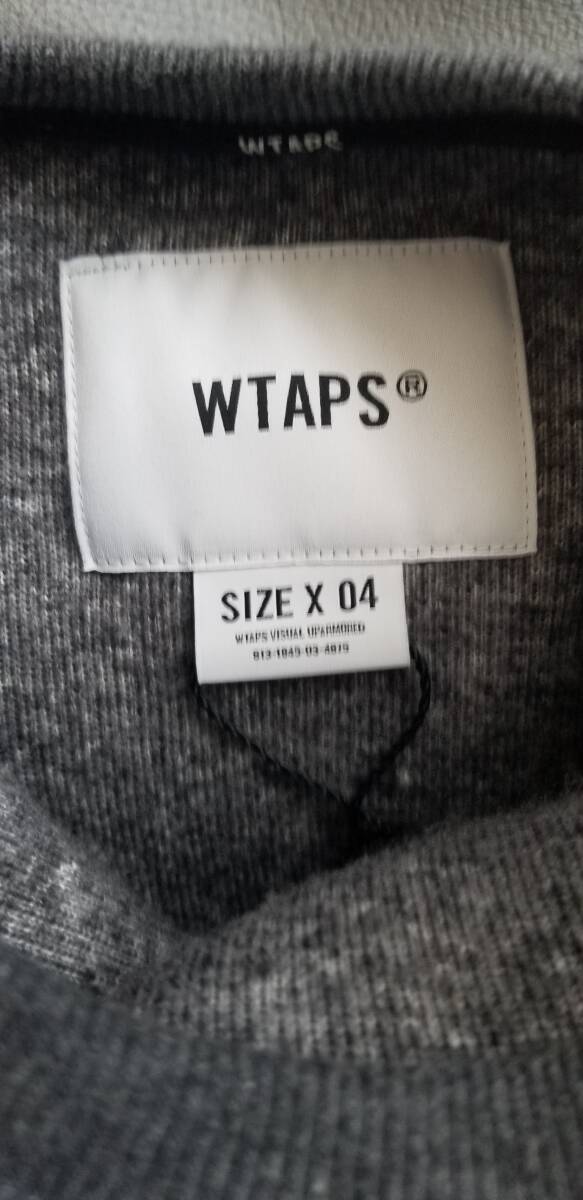 WTAPS
WTAPS®
SIZE X 04
WTAPS VISUAL UPARMORED